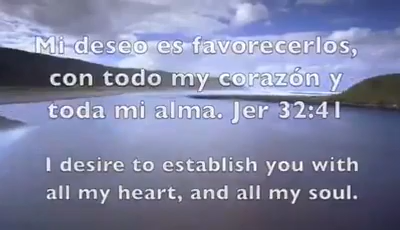 Mi deseo es favorecerlos,
con todo my corazón y
toda mi alma. Jer 32:41
I desire to establish you with
all my heart, and all my soul.